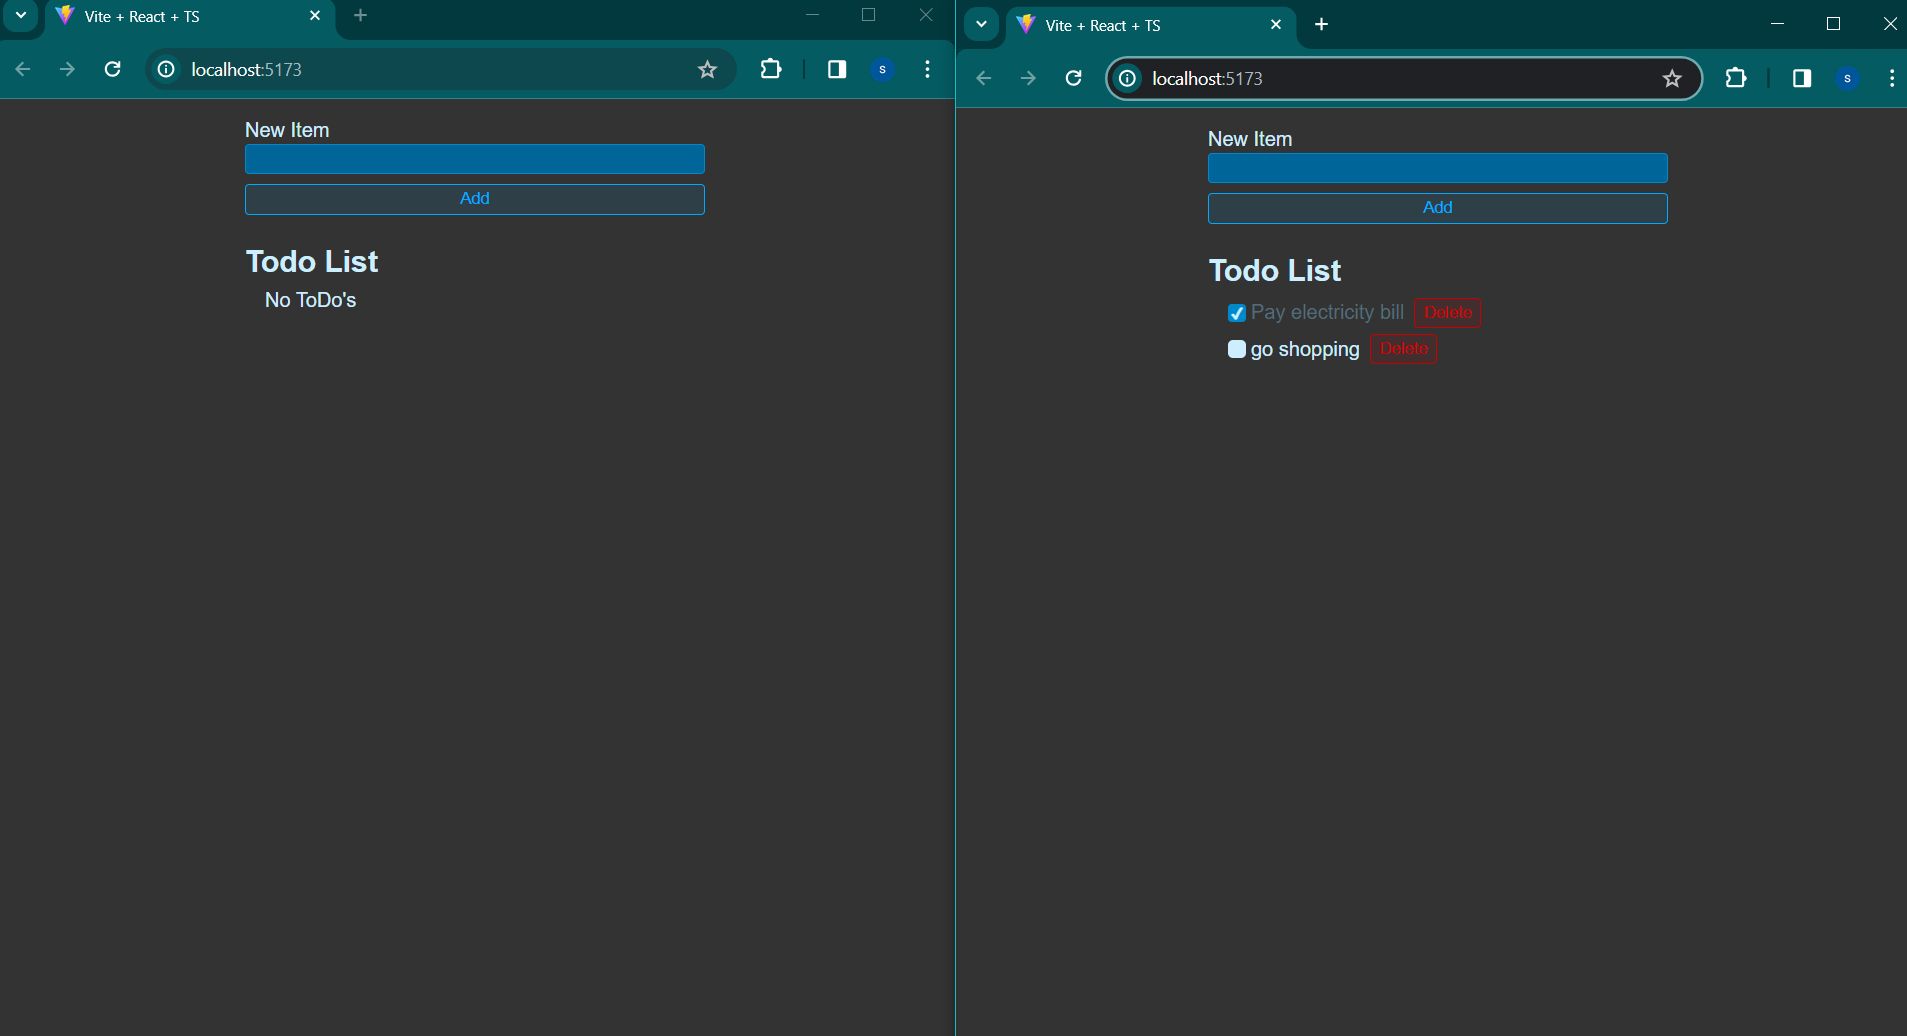 Vite + React + TS
localhost:5173
S
New Item
Add
Todo List
No ToDo's
Vite + React + TS
localhost:5173
S
New Item
Add
Todo List
Pay electricity bill Delete
go shopping Delete